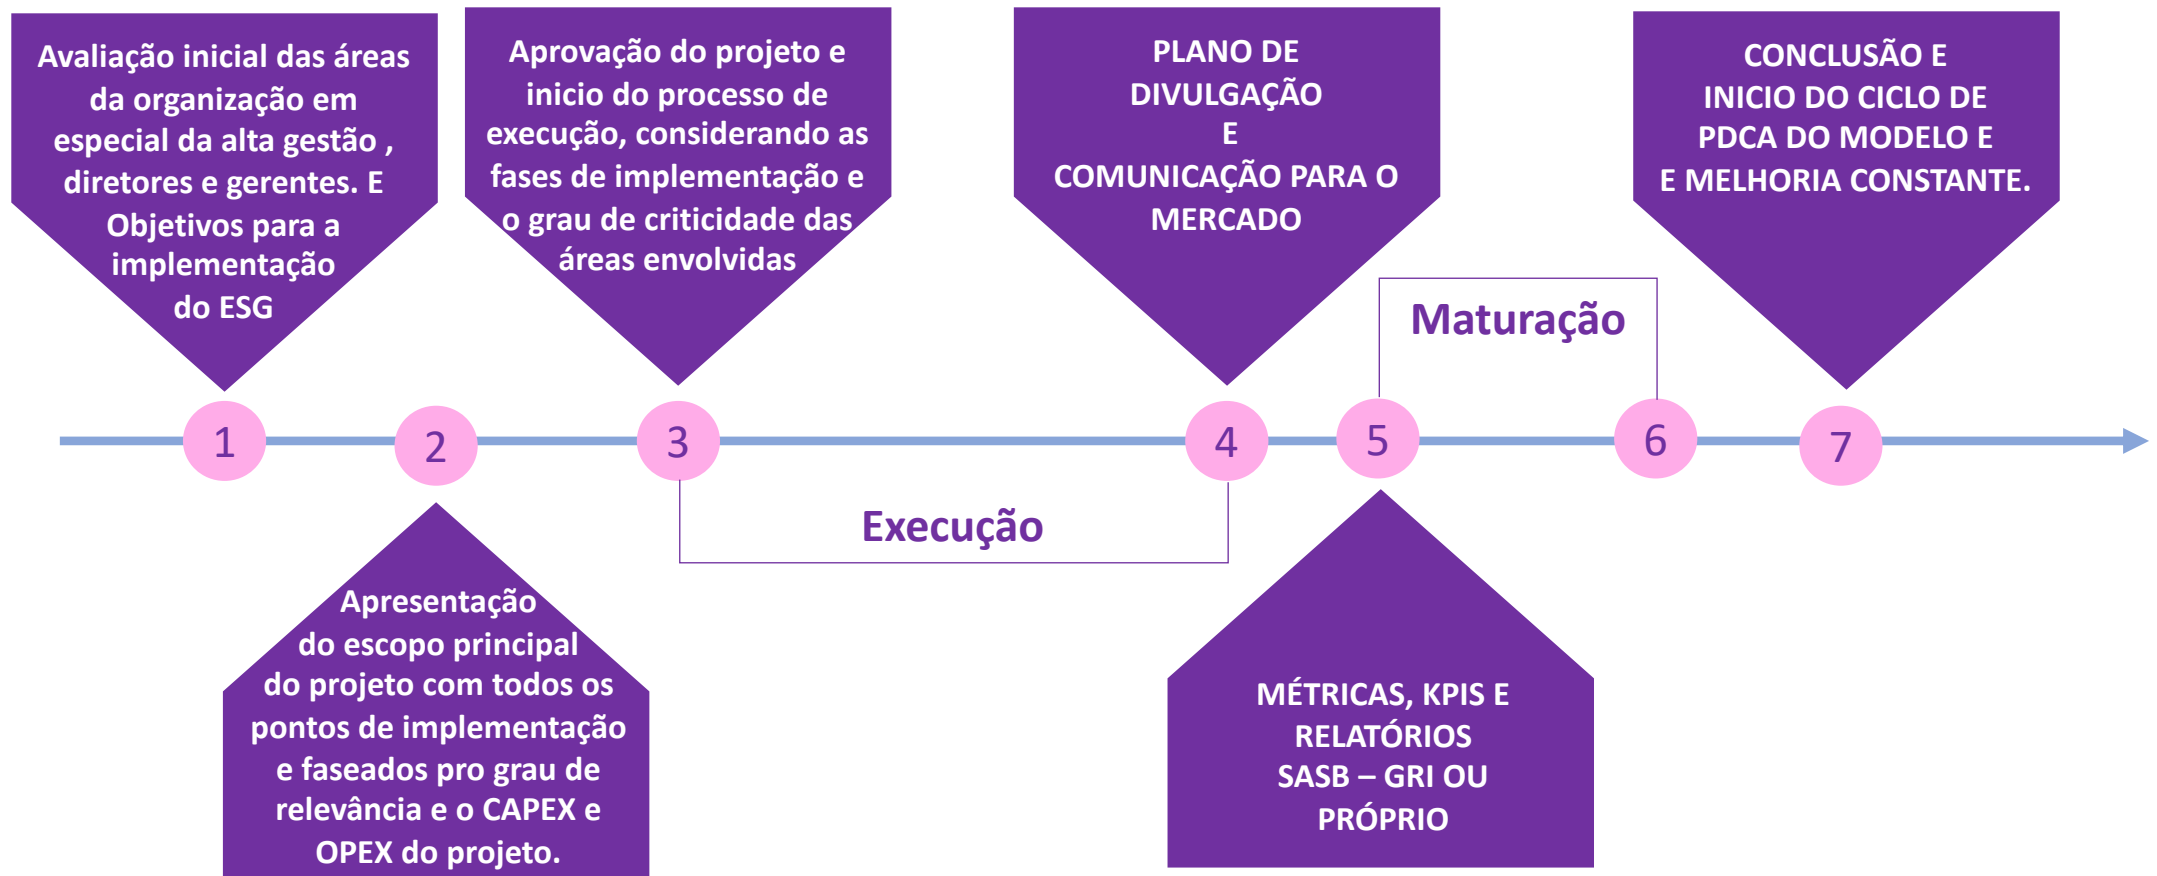 Avaliação inicial das áreas
da organização em
especial da alta gestão ,
diretores e gerentes. E
Objetivos para a
implementação
do ESG
Aprovação do projeto e
inicio do processo de
execução, considerando as
fases de implementação e
o grau de criticidade das
áreas envolvidas
PLANO DE
DIVULGAÇÃO
E
COMUNICAÇÃO PARA O
MERCADO
CONCLUSÃO E
INICIO DO CICLO DE
PDCA DO MODELO E
E MELHORIA CONSTANTE.
Maturação
1
2
3
4
5
6
7
Execução
Apresentação
do escopo principal
do projeto com todos os
pontos de implementação
e faseados pro grau de
relevância e o CAPEX e
OPEX do projeto.
MÉTRICAS, KPIS E
RELATÓRIOS
SASB – GRI OU
PRÓPRIO